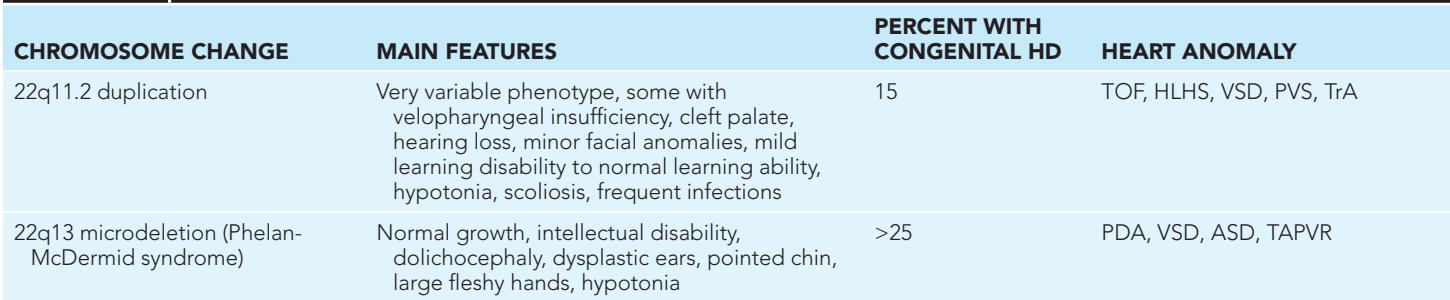 CHROMOSOME CHANGE MAIN FEATURES PERCENT WITH CONGENITAL HD HEART ANOMALY
22q11.2 duplication Very variable phenotype, some with 15 TOF, HLHS, VSD, PVS, TrA
velopharyngeal insufficiency, cleft palate,
hearing loss, minor facial anomalies, mild
learning disability to normal learning ability,
hypotonia, scoliosis, frequent infections
22q13 microdeletion (Phelan- Normal growth, intellectual disability, >25 PDA, VSD, ASD, TAPVR
McDermid syndrome) dolichocephaly, dysplastic ears, pointed chin,
large fleshy hands, hypotonia